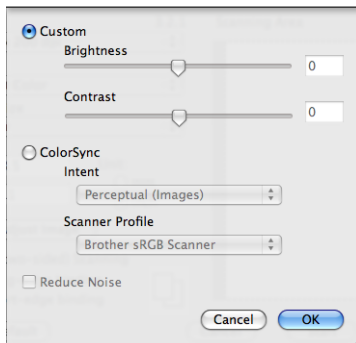 Custom
Brightness
0
Contrast
0
ColorSync
Intent
Perceptual (Images)
Scanner Profile
Brother sRGB Scanner
Reduce Noise
Cancel OK